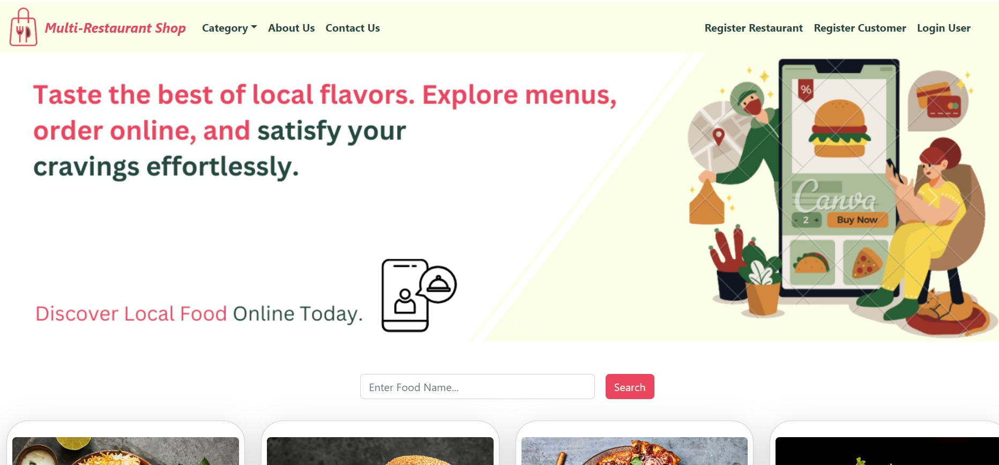 Multi-Restaurant Shop Category About Us Contact Us Register Restaurant Register Customer Login User
Taste the best of local flavors. Explore menus,
order online, and satisfy your
cravings effortlessly.
%
Canva
- 2 + Buy Now
Discover Local Food Online Today.
Enter Food Name... Search